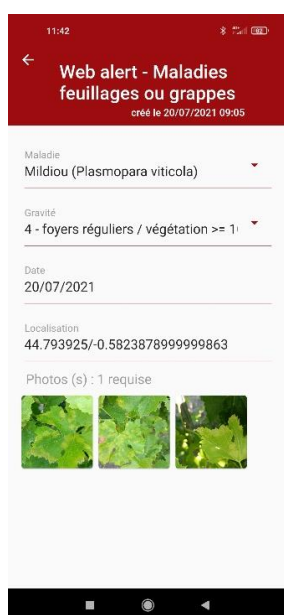 11:42
92
Web alert - Maladies
feuillages ou grappes
créé le 20/07/2021 09:05
Maladie
Mildiou (Plasmopara viticola)
Gravité
4 - foyers réguliers / végétation >= 1
Date
20/07/2021
Localisation
44.793925/-0.5823878999999863
Photos (s) : 1 requise